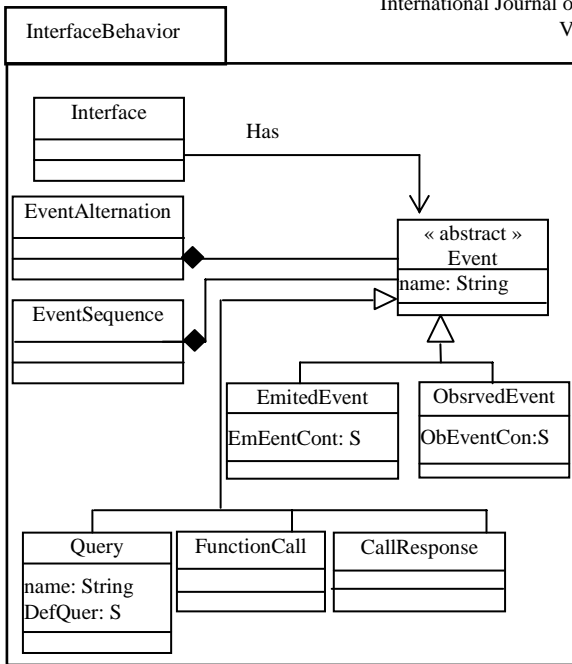 International Journal o
V
InterfaceBehavior
Interface
Has
EventAlternation
« abstract »
Event
name: String
EventSequence
EmitedEvent
EmEentCont: S
ObsrvedEvent
ObEventCon:S
Query
name: String
DefQuer: S
FunctionCall
CallResponse